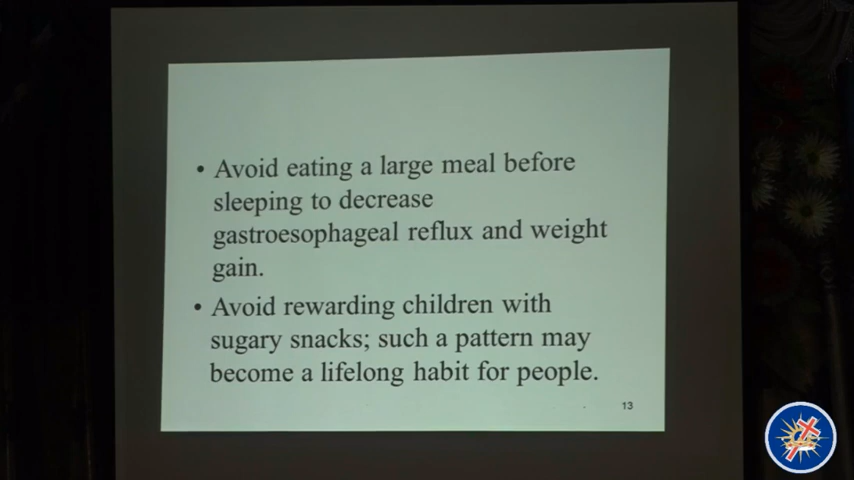 • Avoid eating a large meal before
sleeping to decrease
gastroesophageal reflux and weight
gain.
• Avoid rewarding children with
sugary snacks; such a pattern may
become a lifelong habit for people.
13